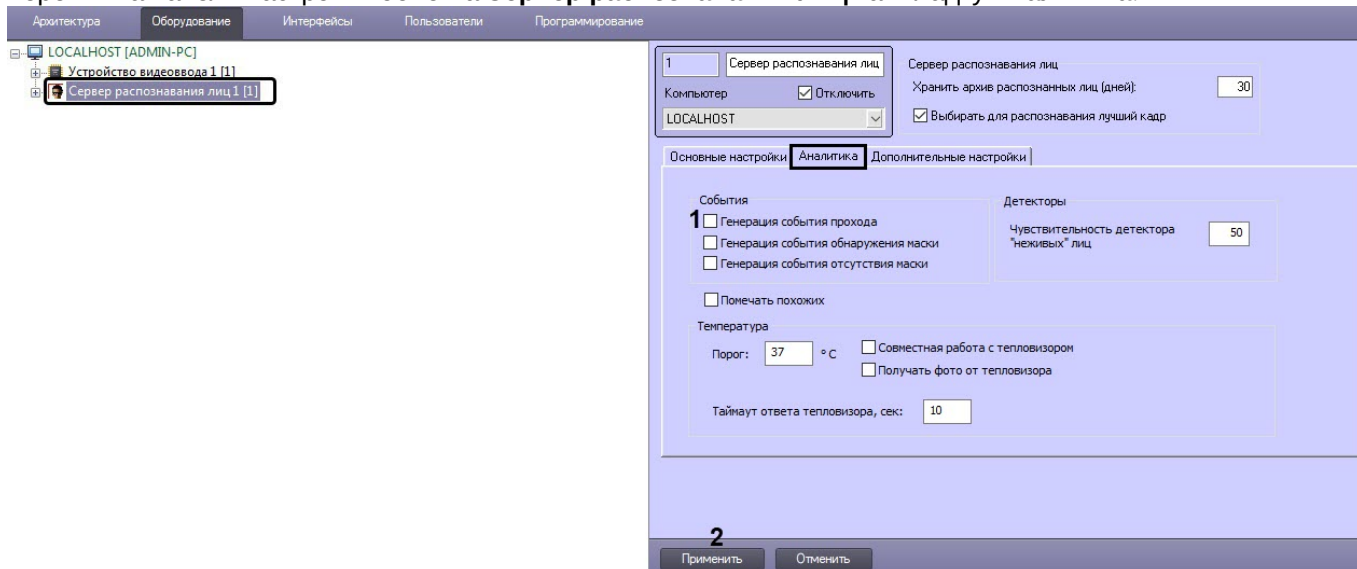 Архитектура Оборудование Интерфейсы Пользователи Программирование
LOCALHOST [ADMIN-PC]
Устройство видеоввода 1 [1]
Сервер распознавания лиц 1 [1]
1 Сервер распознавания лиц
Компьютер Отключить
LOCALHOST
Сервер распознавания лиц
Хранить архив распознанных лиц (дней): 30
Выбирать для распознавания лучший кадр
Основные настройки Аналитика Дополнительные настройки
События
1 Генерация события прохода
Генерация события обнаружения маски
Генерация события отсутствия маски
Детекторы
Чувствительность детектора 50
"неживых" лиц
Помечать похожих
Температура
Порог: 37 °C
Совместная работа с тепловизором
Получать фото от тепловизора
Таймаут ответа тепловизора, сек: 10
2
Применить Отменить